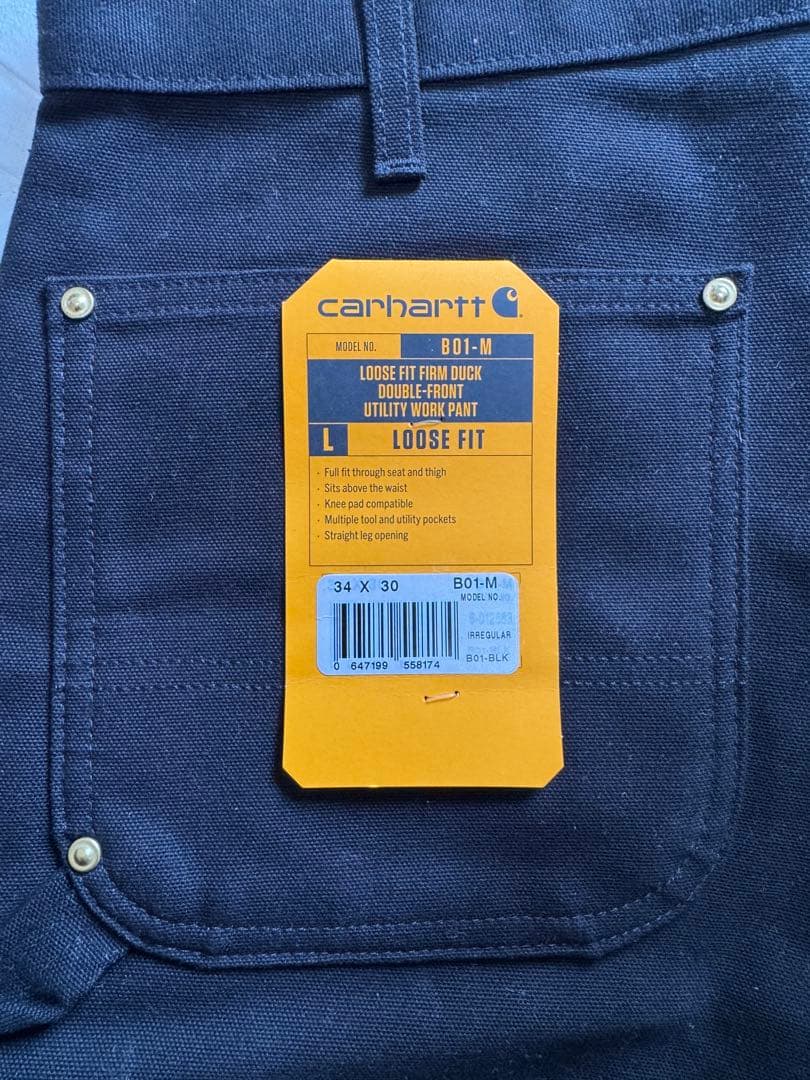 carhartt
MODEL NO. B01-M
LOOSE FIT FIRM DUCK
DOUBLE-FRONT
UTILITY WORK PANT
L LOOSE FIT
· Full fit through seat and thigh
· Sits above the waist
· Knee pad compatible
· Multiple tool and utility pockets
· Straight leg opening
34 X 30 B01-M
MODEL NO.
IRREGULAR
B01-BLK
0 647199 558174